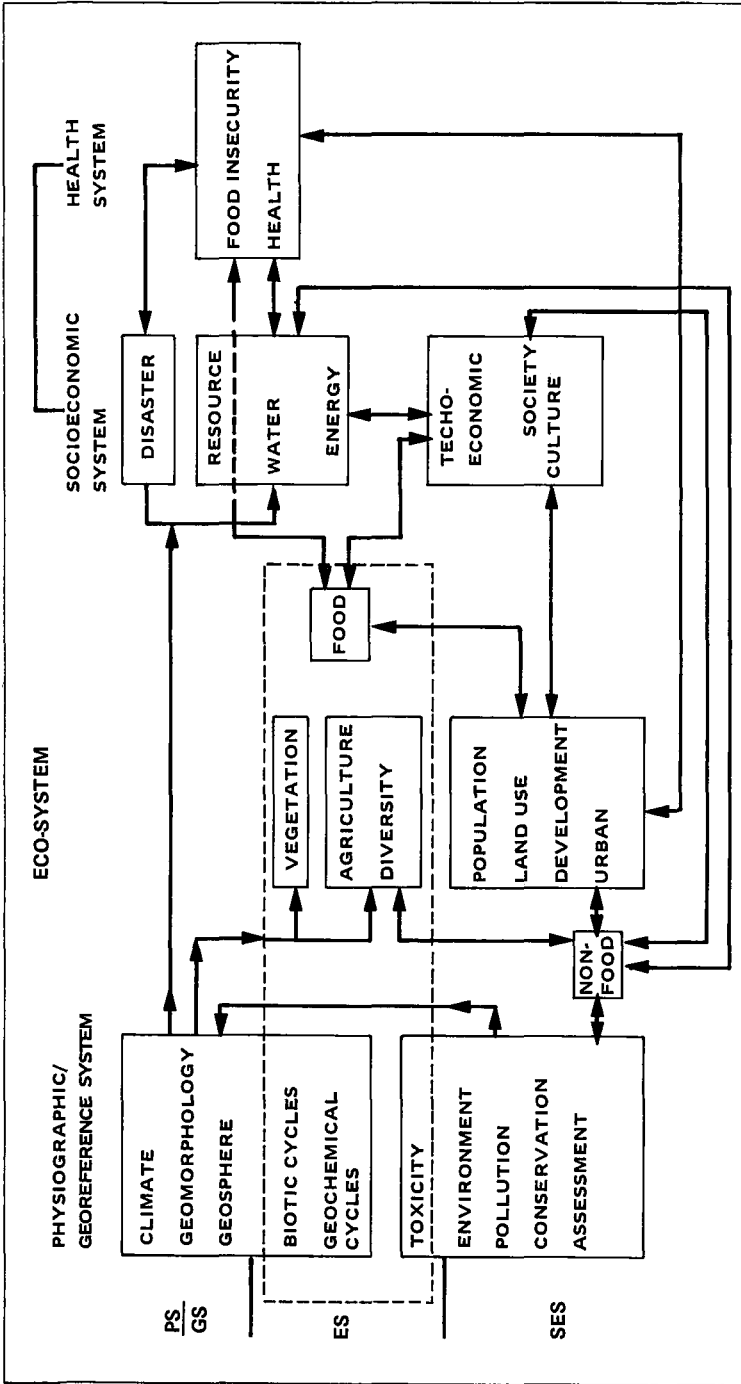 PHYSIOGRAPHIC/
GEOREFERENCE SYSTEM
ECO-SYSTEM
SOCIOECONOMIC
SYSTEM
HEALTH
SYSTEM
PS
GS
ES
SES
CLIMATE
GEOMORPHOLOGY
GEOSPHERE
BIOTIC CYCLES
GEOCHEMICAL
CYCLES
TOXICITY
ENVIRONMENT
POLLUTION
CONSERVATION
ASSESSMENT
VEGETATION
AGRICULTURE
DIVERSITY
FOOD
NON-
FOOD
POPULATION
LAND USE
DEVELOPMENT
URBAN
DISASTER
RESOURCE
WATER
ENERGY
TECHO-
ECONOMIC
SOCIETY
CULTURE
FOOD INSECURITY
HEALTH